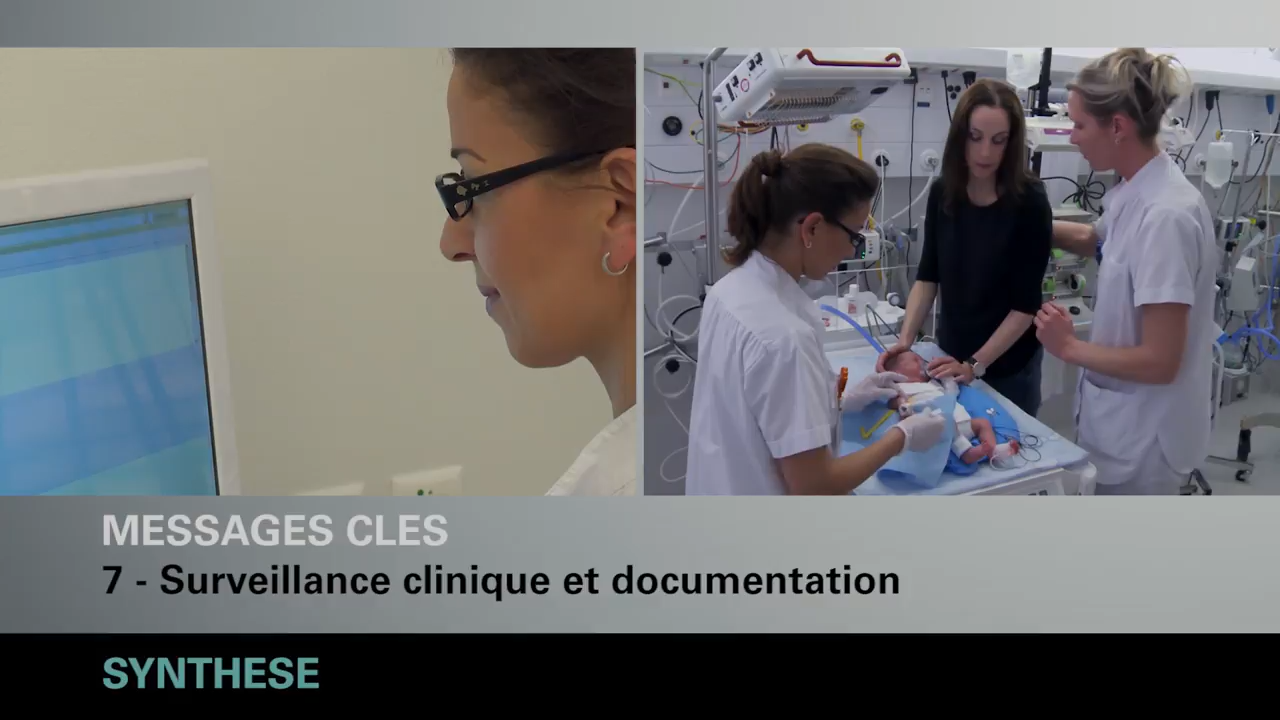 MESSAGES CLES
7 - Surveillance clinique et documentation
SYNTHESE